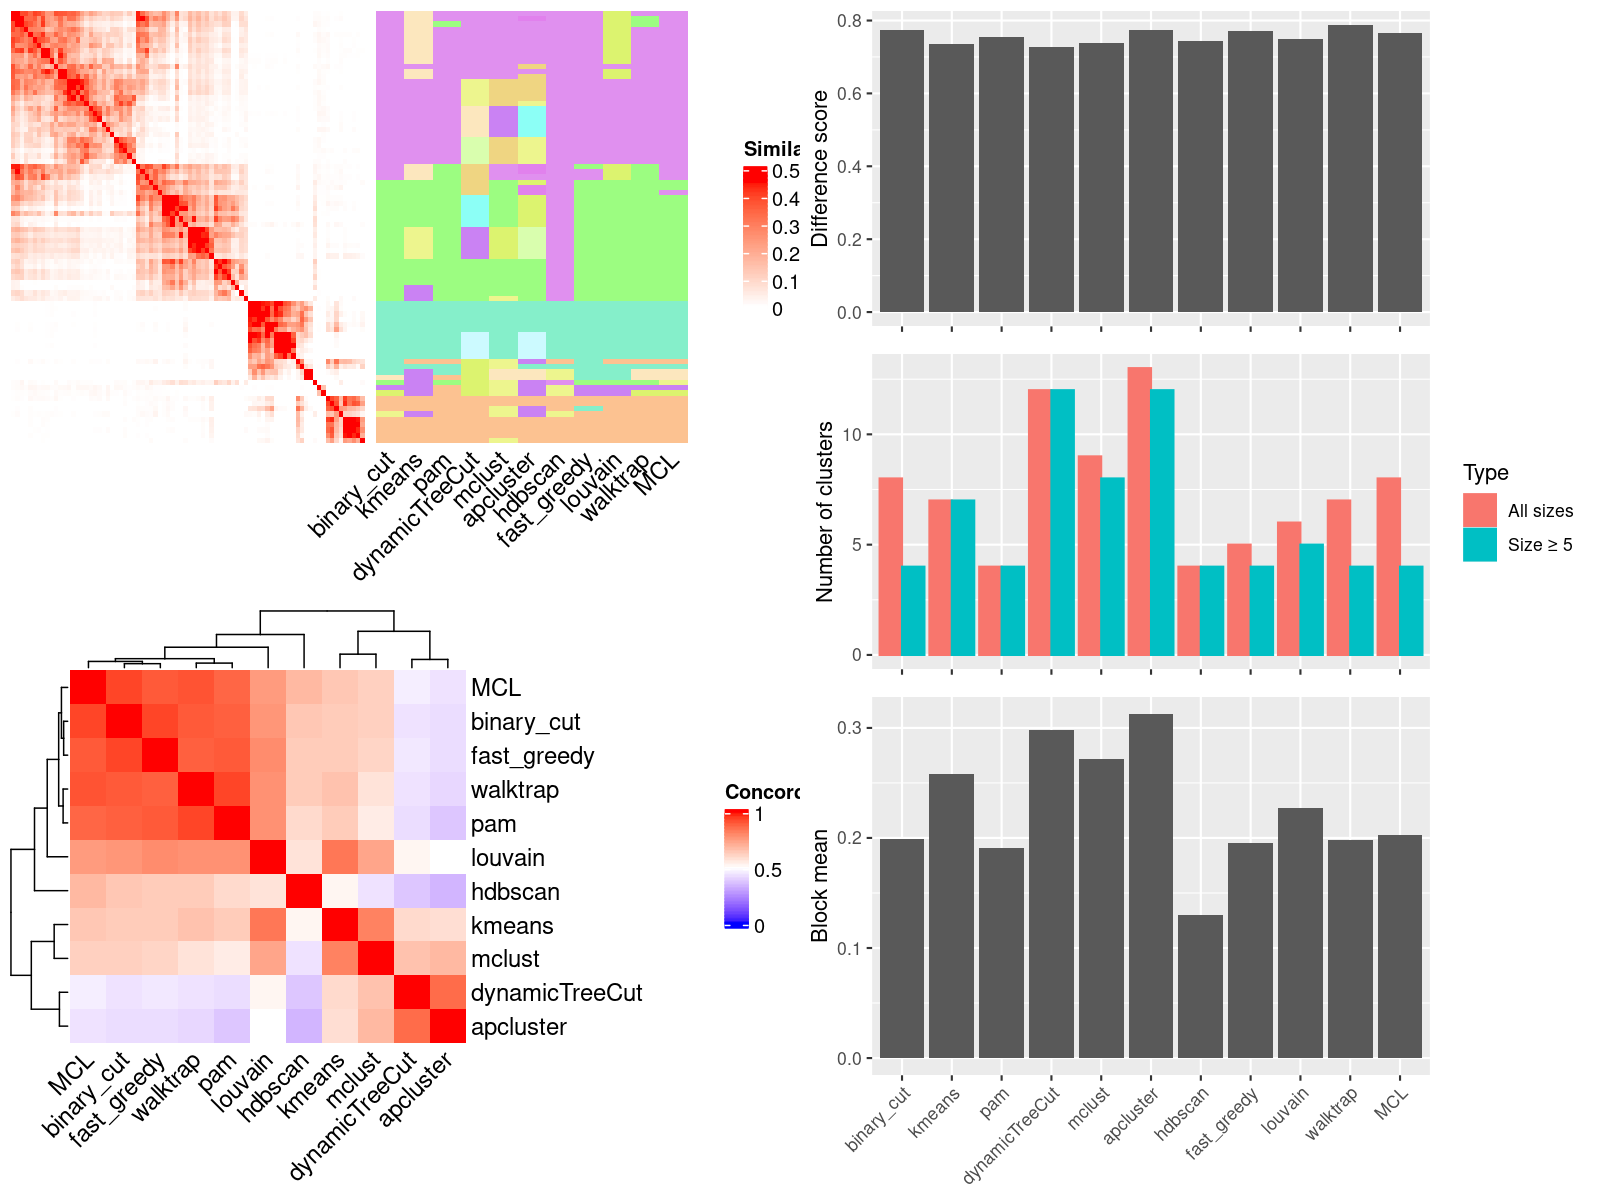 Simila
0.5
0.4
0.3
0.2
0.1
0
binary_cut
kmeans
pam
dynamicTreeCut
mclust
apcluster
hdbscan
fast_greedy
louvain
walktrap
MCL
MCL
binary_cut
fast_greedy
walktrap
pam
louvain
hdbscan
kmeans
mclust
dynamicTreeCut
apcluster
MCL
binary_cut
fast_greedy
walktrap
pam
louvain
hdbscan
kmeans
mclust
dynamicTreeCut
apcluster
Concord
1
0.5
0
Difference score
0.8
0.6
0.4
0.2
0.0
Number of clusters
10
5
0
Type
All sizes
Size ≥ 5
Block mean
0.3
0.2
0.1
0.0
binary_cut
kmeans
pam
dynamicTreeCut
mclust
apcluster
hdbscan
fast_greedy
louvain
walktrap
MCL